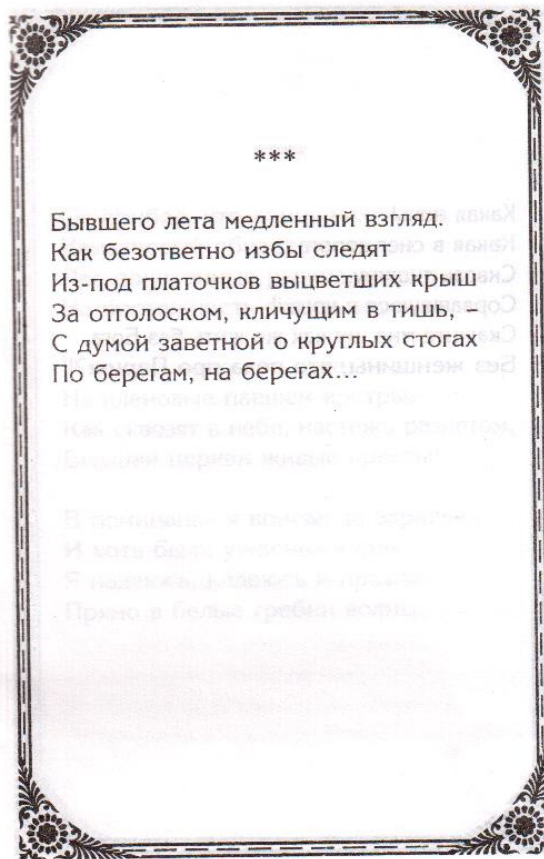 ***
Бывшего лета медленный взгляд.
Как безответно избы следят
Из-под платочков выцветших крыш
За отголоском, кличущим в тишь, –
С думой заветной о круглых стогах
По берегам, на берегах...